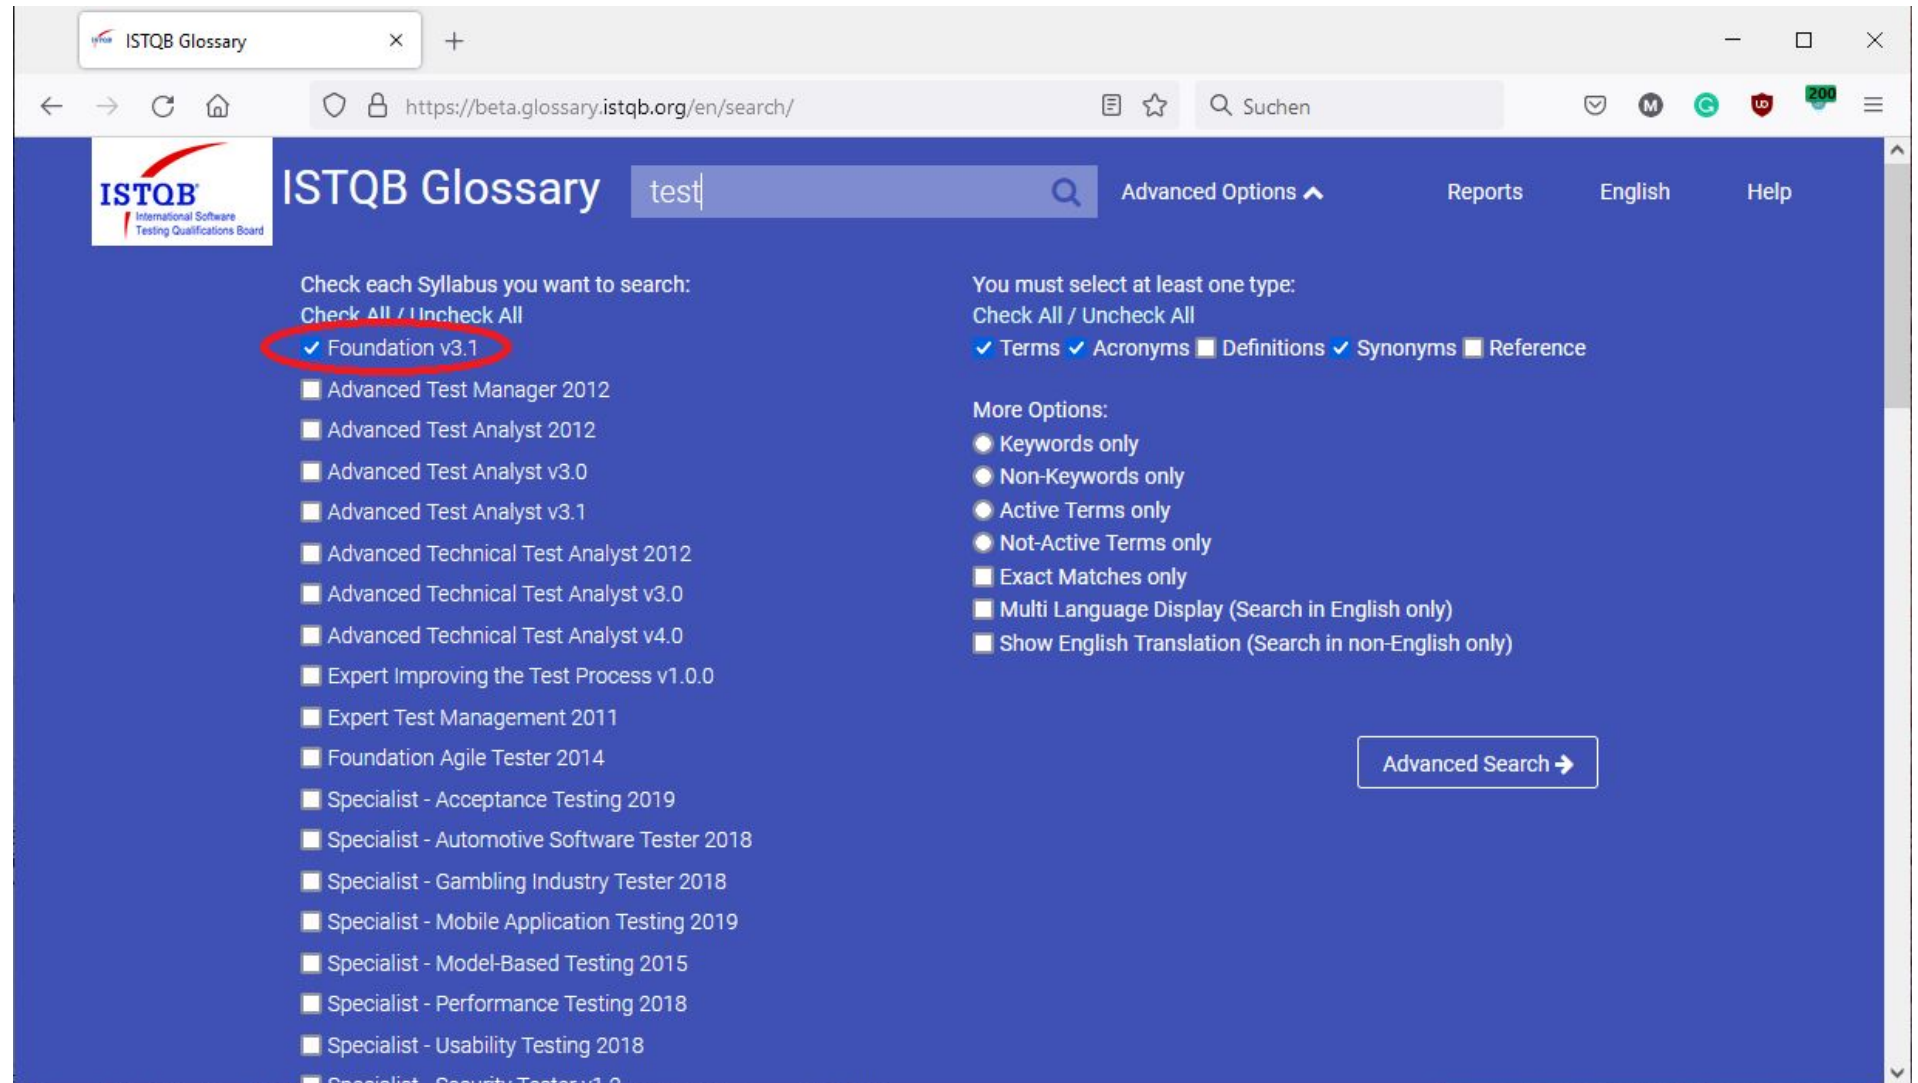 ISTQB Glossary
https://beta.glossary.istqb.org/en/search/
Suchen
M
G
200
ISTQB®
International Software
Testing Qualifications Board
ISTQB Glossary
test
Advanced Options
Reports
English
Help
Check each Syllabus you want to search:
Check All / Uncheck All
Foundation v3.1
Advanced Test Manager 2012
Advanced Test Analyst 2012
Advanced Test Analyst v3.0
Advanced Test Analyst v3.1
Advanced Technical Test Analyst 2012
Advanced Technical Test Analyst v3.0
Advanced Technical Test Analyst v4.0
Expert Improving the Test Process v1.0.0
Expert Test Management 2011
Foundation Agile Tester 2014
Specialist - Acceptance Testing 2019
Specialist - Automotive Software Tester 2018
Specialist - Gambling Industry Tester 2018
Specialist - Mobile Application Testing 2019
Specialist - Model-Based Testing 2015
Specialist - Performance Testing 2018
Specialist - Usability Testing 2018
You must select at least one type:
Check All / Uncheck All
Terms Acronyms Definitions Synonyms Reference
More Options:
Keywords only
Non-Keywords only
Active Terms only
Not-Active Terms only
Exact Matches only
Multi Language Display (Search in English only)
Show English Translation (Search in non-English only)
Advanced Search